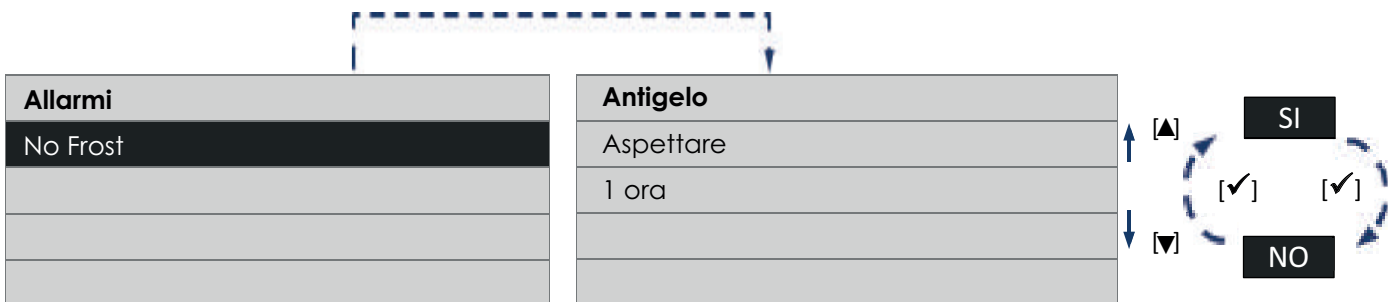 Allarmi
No Frost
Antigelo
Aspettare
1 ora
[▲]
[▼]
SI
[✓] [✓]
NO